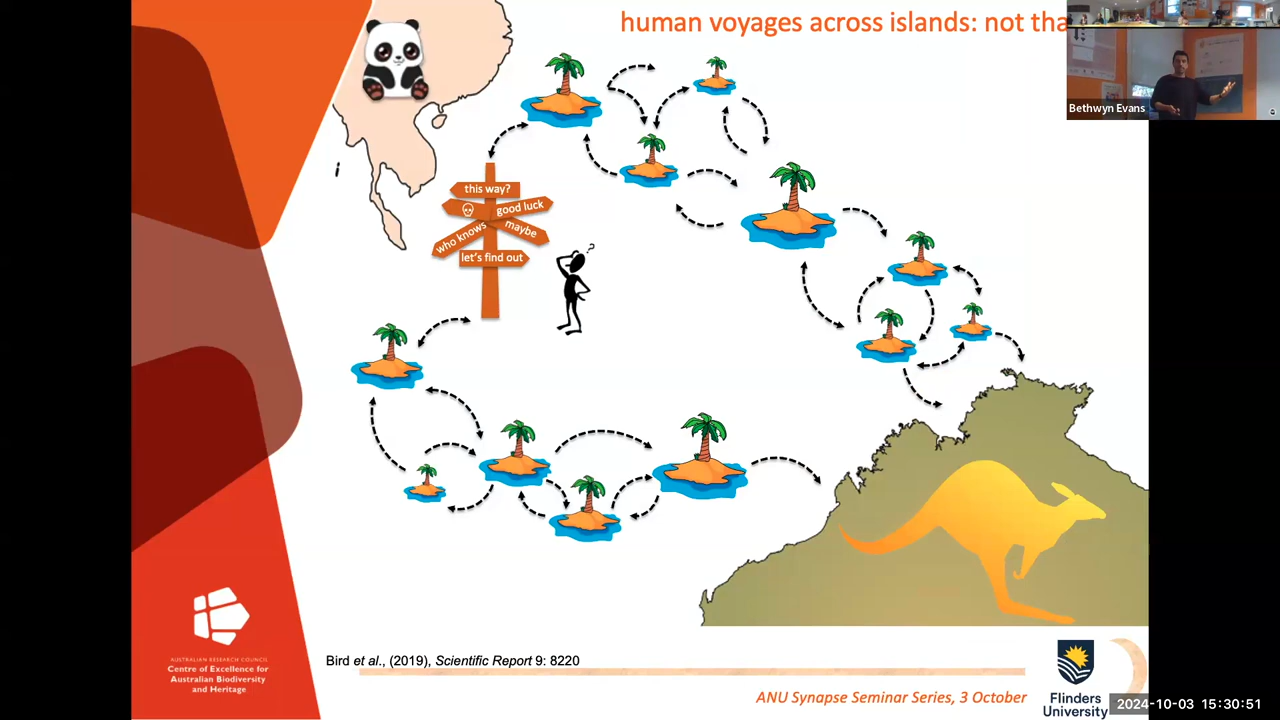 human voyages across islands: not tha
Bethwyn Evans
this way?
good luck
who knows
maybe
let's find out
?
AUSTRALIAN RESEARCH COUNCIL
Centre of Excellence for
Australian Biodiversity
and Heritage
Bird et al., (2019), Scientific Report 9: 8220
ANU Synapse Seminar Series, 3 October
Flinders
University
2024-10-03 15:30:51